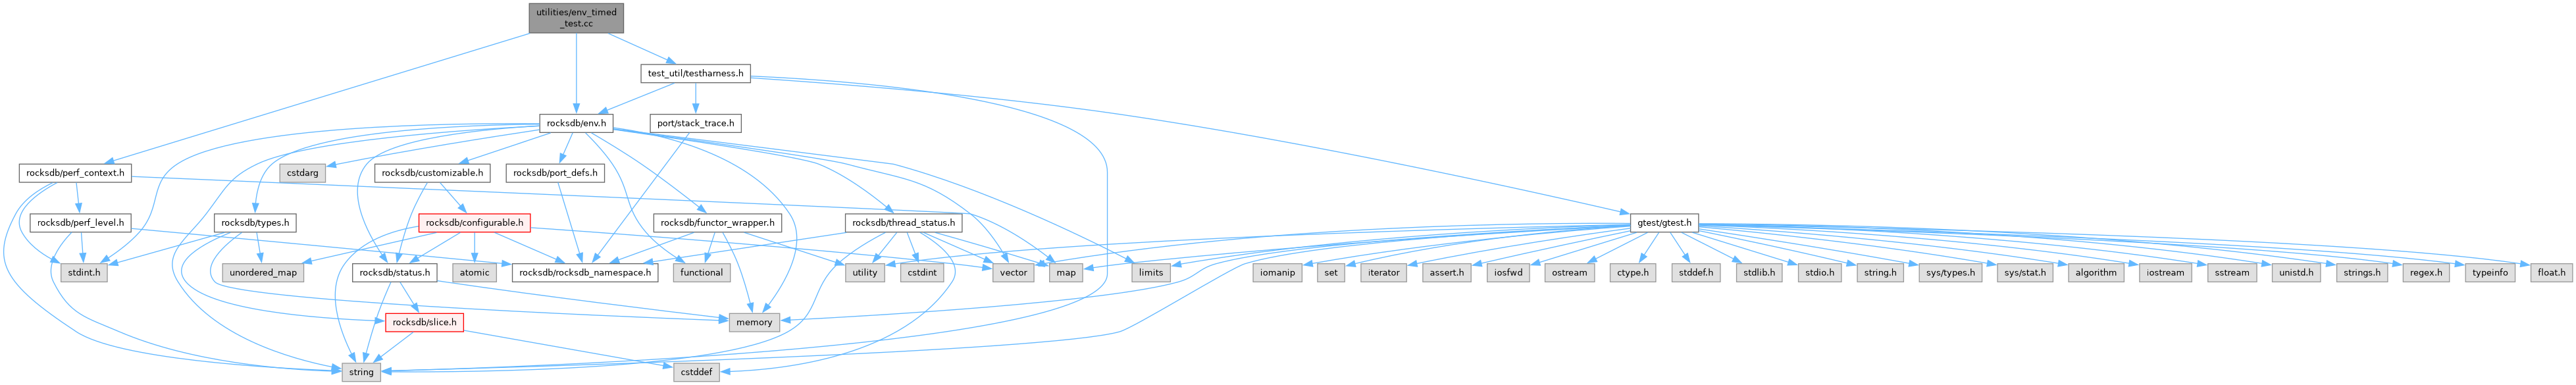 utilities/env_timed
_test.cc
test_util/testharness.h
rocksdb/env.h
port/stack_trace.h
rocksdb/perf_context.h
cstdarg
rocksdb/customizable.h
rocksdb/port_defs.h
rocksdb/perf_level.h
rocksdb/types.h
rocksdb/configurable.h
rocksdb/functor_wrapper.h
rocksdb/thread_status.h
gtest/gtest.h
stdint.h
unordered_map
rocksdb/status.h
atomic
rocksdb/rocksdb_namespace.h
functional
utility
cstdint
vector
map
limits
iomanip
set
iterator
assert.h
iosfwd
ostream
ctype.h
stddef.h
stdlib.h
stdio.h
string.h
sys/types.h
sys/stat.h
algorithm
iostream
sstream
unistd.h
strings.h
regex.h
typeinfo
float.h
rocksdb/slice.h
memory
string
cstddef